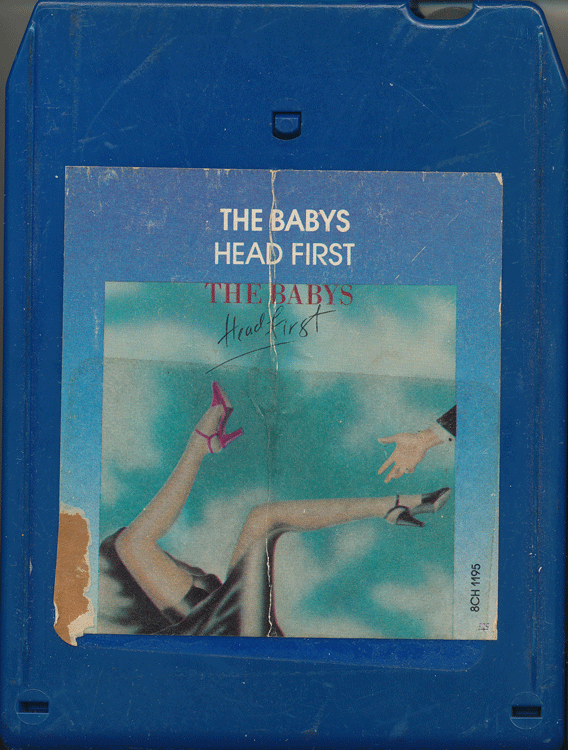 THE BABYS
HEAD FIRST
THE BABYS
Head first
8CH 1195